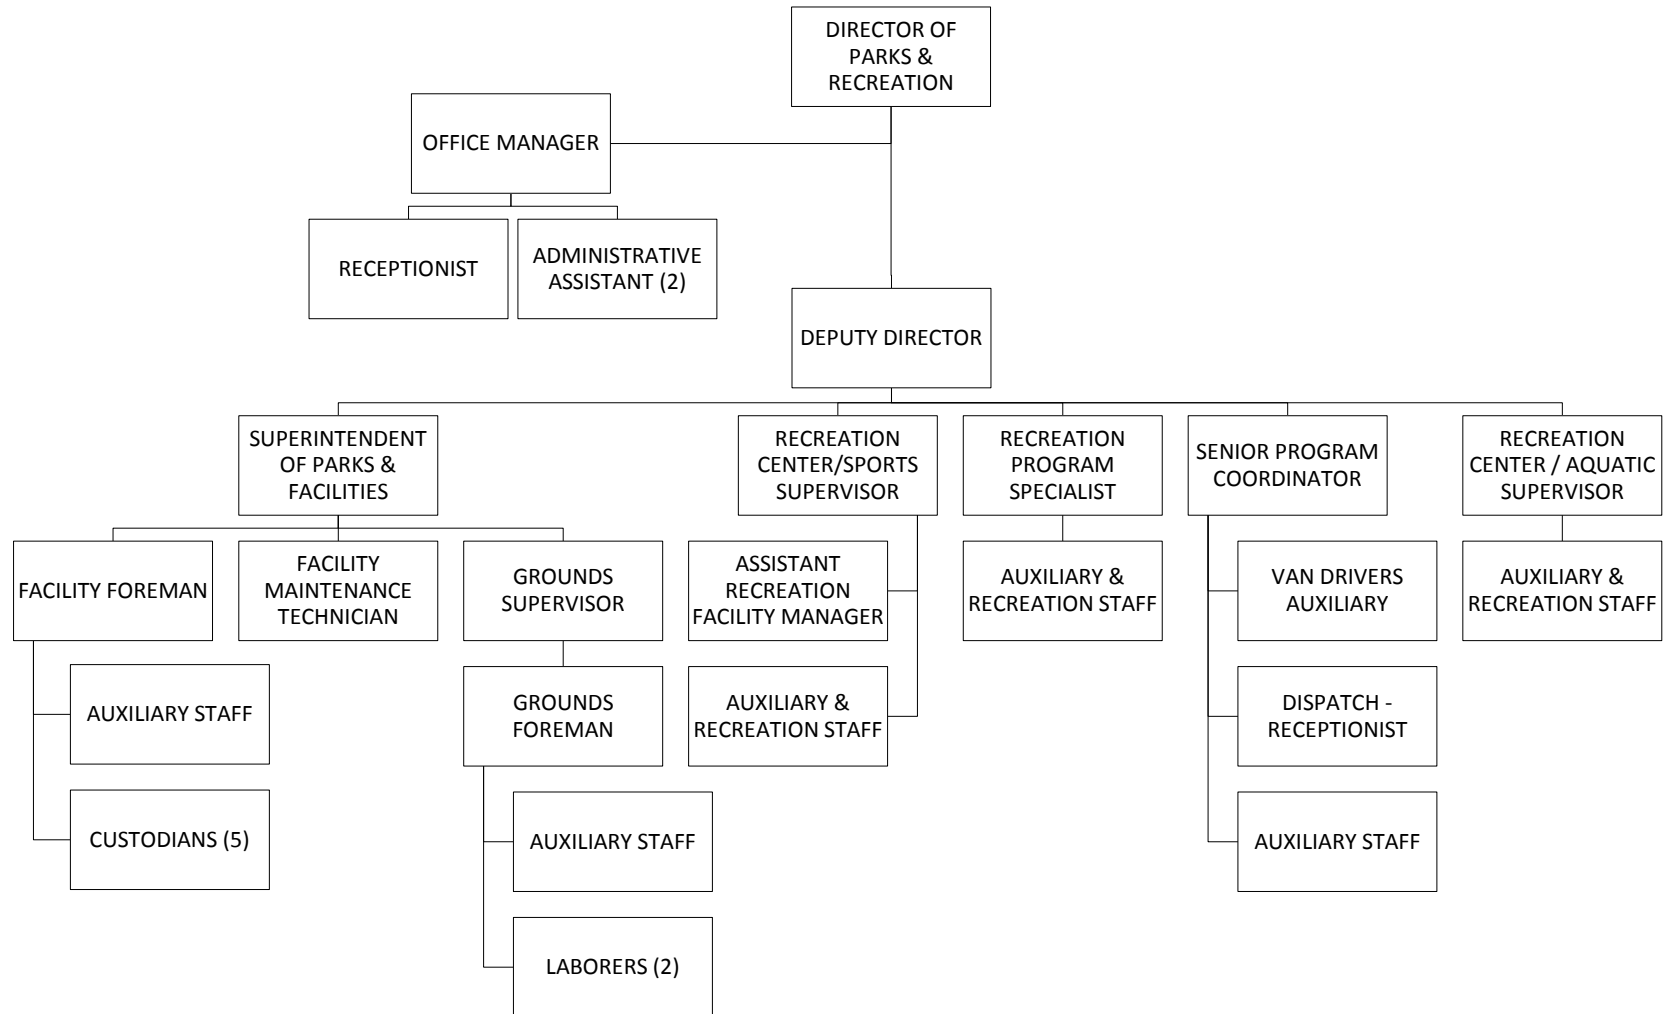 DIRECTOR OF
PARKS &
RECREATION
OFFICE MANAGER
RECEPTIONIST
ADMINISTRATIVE
ASSISTANT (2)
DEPUTY DIRECTOR
SUPERINTENDENT
OF PARKS &
FACILITIES
RECREATION
CENTER/SPORTS
SUPERVISOR
RECREATION
PROGRAM
SPECIALIST
SENIOR PROGRAM
COORDINATOR
RECREATION
CENTER / AQUATIC
SUPERVISOR
FACILITY FOREMAN
FACILITY
MAINTENANCE
TECHNICIAN
GROUNDS
SUPERVISOR
ASSISTANT
RECREATION
FACILITY MANAGER
AUXILIARY &
RECREATION STAFF
VAN DRIVERS
AUXILIARY
AUXILIARY &
RECREATION STAFF
AUXILIARY STAFF
GROUNDS
FOREMAN
AUXILIARY &
RECREATION STAFF
DISPATCH -
RECEPTIONIST
CUSTODIANS (5)
AUXILIARY STAFF
AUXILIARY STAFF
LABORERS (2)